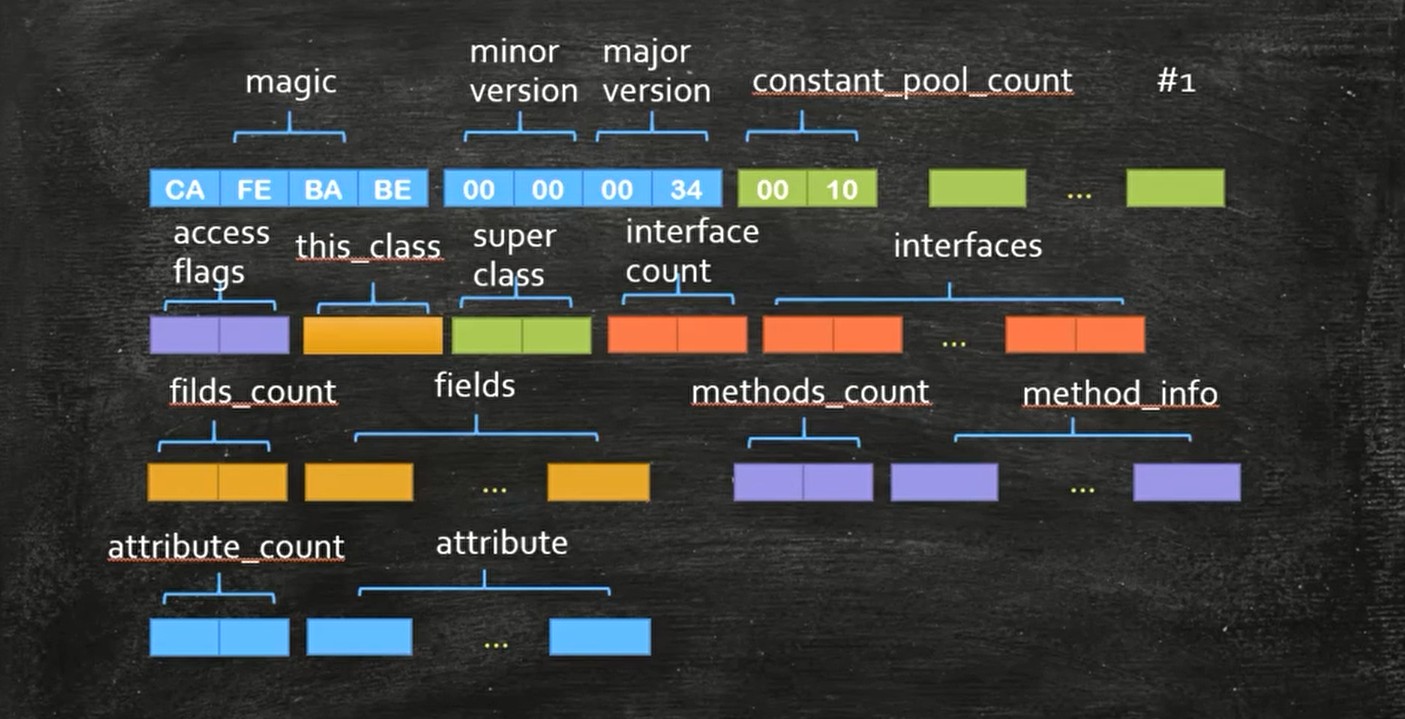 magic
minor version
major version
constant_pool_count
#1
CA FE BA BE 00 00 00 34 00 10 ...
access flags
this_class
super class
interface count
interfaces
...
filds_count
fields
methods_count
method_info
... ...
attribute_count
attribute
...